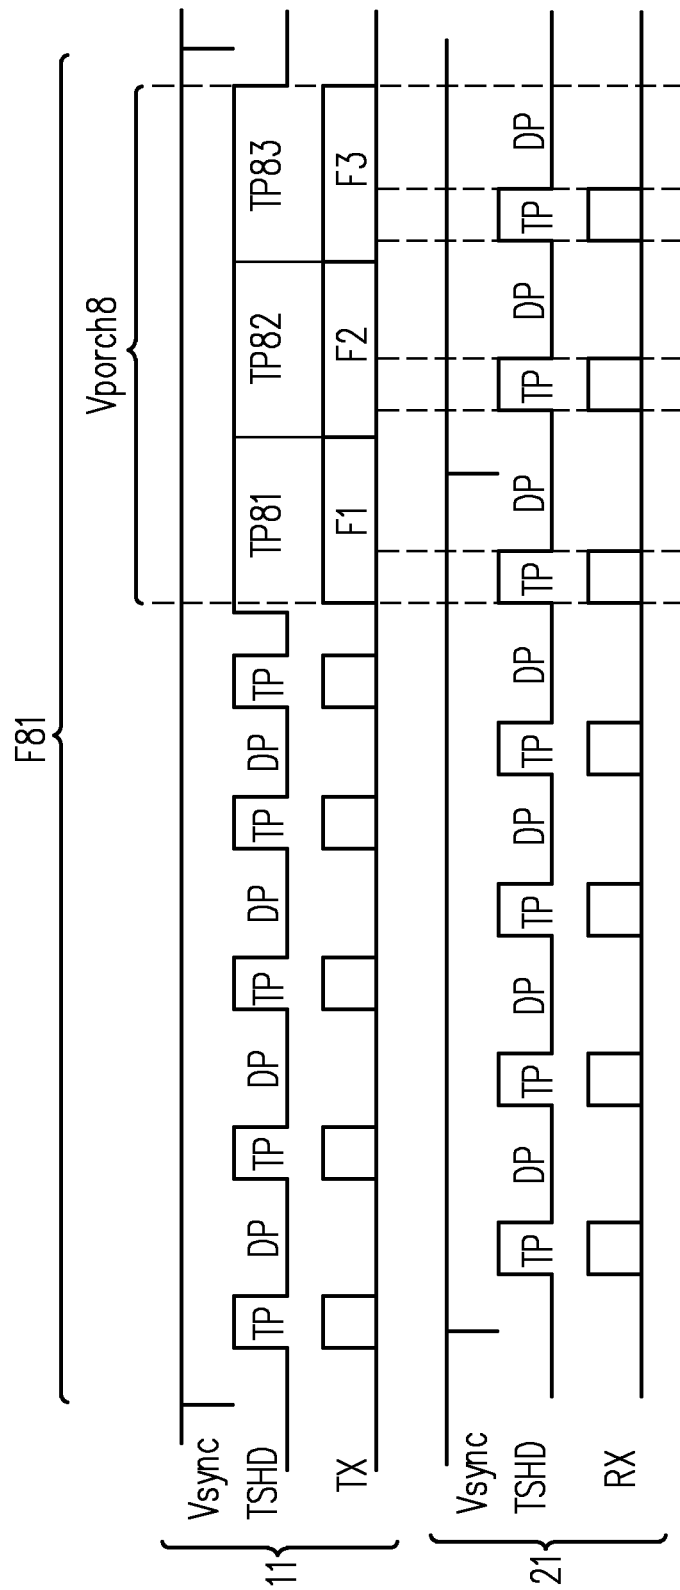 F81
Vporch8
Vsync
TSHD TP DP TP DP TP DP TP DP TP TP81 TP82 TP83
TX F1 F2 F3
11
Vsync
TSHD TP DP TP DP TP DP TP DP TP DP TP DP TP DP
RX
21